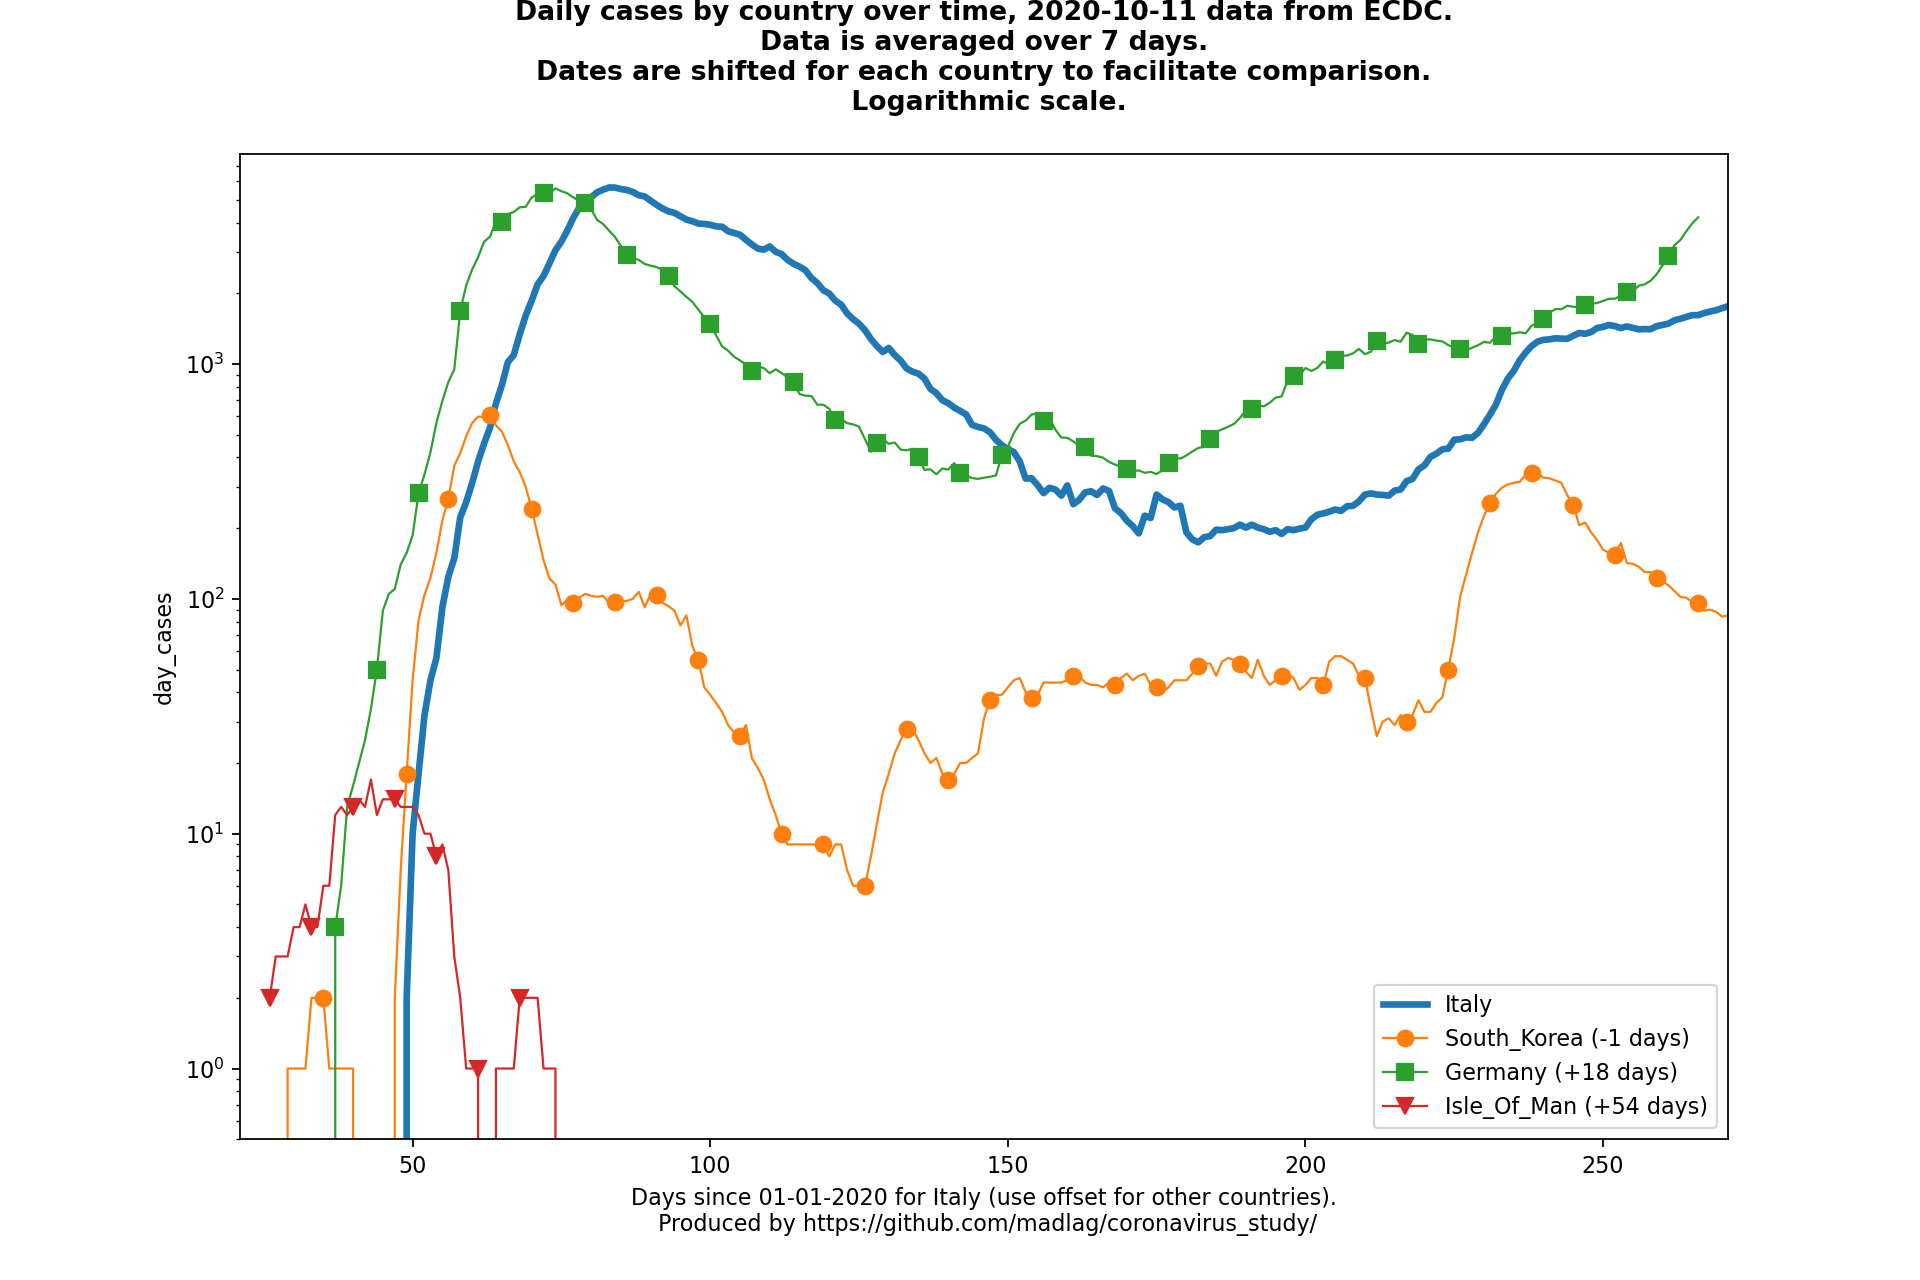 Daily cases by country over time, 2020-10-11 data from ECDC.
Data is averaged over 7 days.
Dates are shifted for each country to facilitate comparison.
Logarithmic scale.
day_cases
10³
10²
10¹
10⁰
Italy
South_Korea (-1 days)
Germany (+18 days)
Isle_Of_Man (+54 days)
50 100 150 200 250
Days since 01-01-2020 for Italy (use offset for other countries).
Produced by https://github.com/madlag/coronavirus_study/